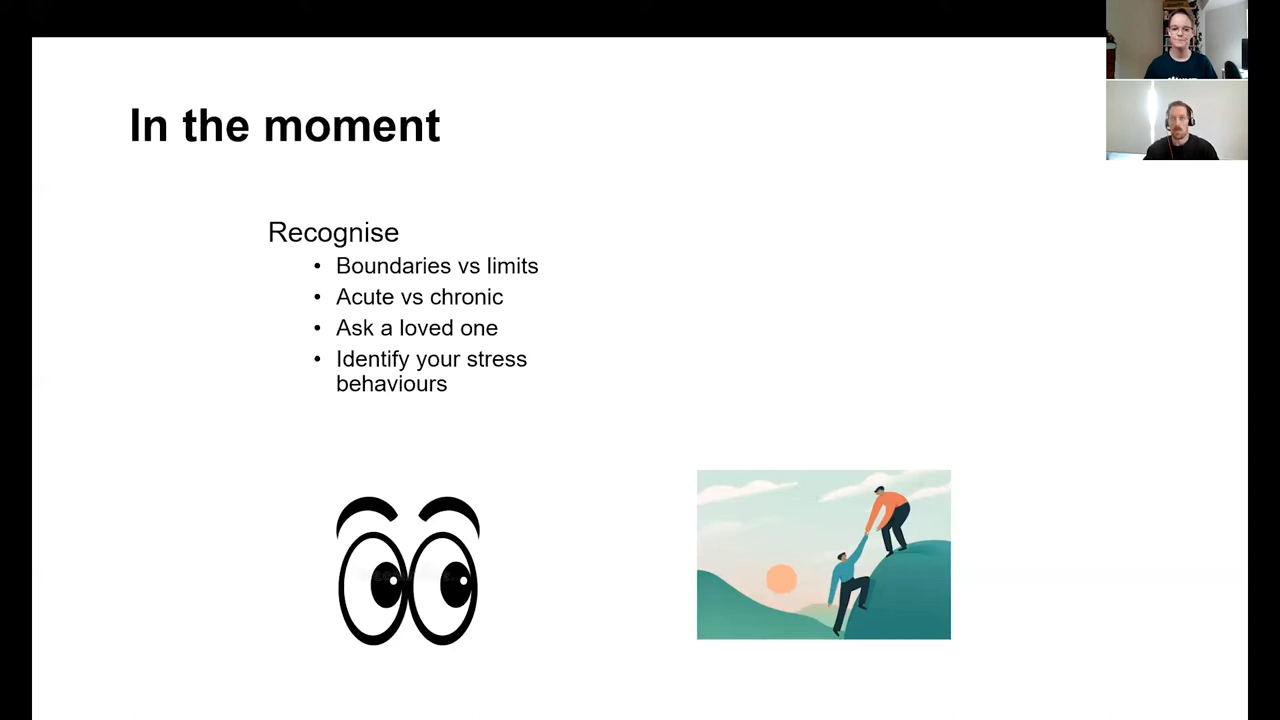 In the moment
Recognise
• Boundaries vs limits
• Acute vs chronic
• Ask a loved one
• Identify your stress
behaviours